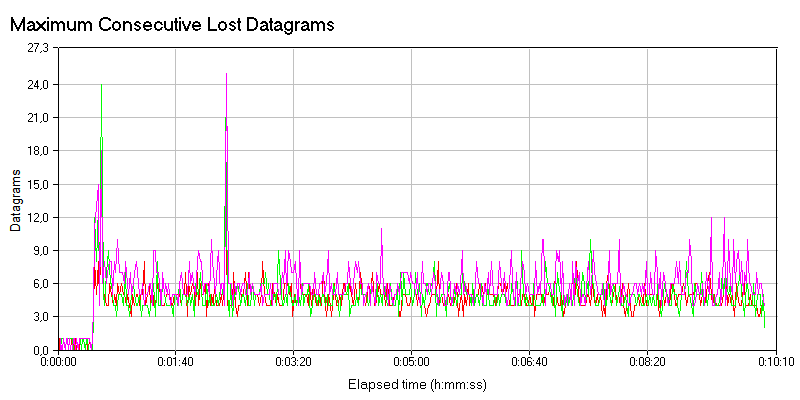 Maximum Consecutive Lost Datagrams
27,3
24,0
21,0
18,0
15,0
12,0
9,0
6,0
3,0
0,0
Datagrams
0:00:00 0:01:40 0:03:20 0:05:00 0:06:40 0:08:20 0:10:10
Elapsed time (h:mm:ss)